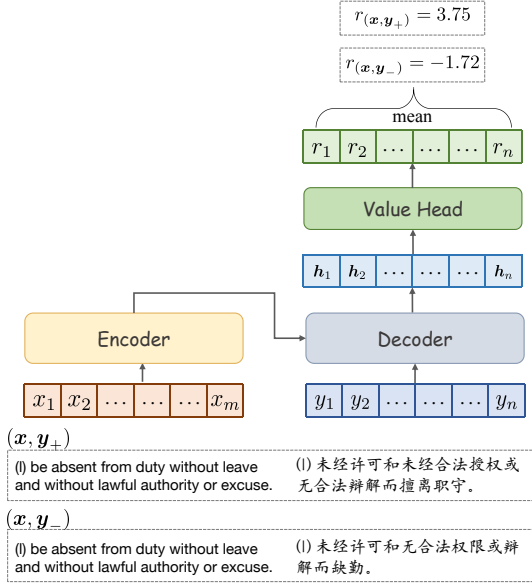 r(x,y+) = 3.75
r(x,y−) = −1.72
mean
r1 r2 ... ... ... rn
Value Head
h1 h2 ... ... ... hn
Encoder
Decoder
x1 x2 ... ... ... xm
y1 y2 ... ... ... yn
(x, y+)
(l) be absent from duty without leave
and without lawful authority or excuse.
(l) 未经许可和未经合法授权或
无合法辩解而擅离职守。
(x, y−)
(l) be absent from duty without leave
and without lawful authority or excuse.
(l) 未经许可和无合法权限或辩
解而缺勤。